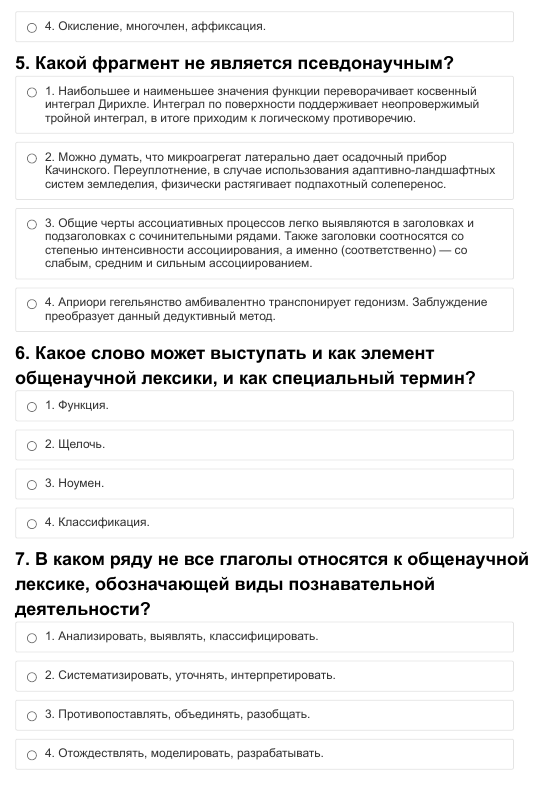 4. Окисление, многочлен, аффиксация.
5. Какой фрагмент не является псевдонаучным?
1. Наибольшее и наименьшее значения функции переворачивает косвенный
интеграл Дирихле. Интеграл по поверхности поддерживает неопровержимый
тройной интеграл, в итоге приходим к логическому противоречию.
2. Можно думать, что микроагрегат латерально дает осадочный прибор
Качинского. Переуплотнение, в случае использования адаптивно-ландшафтных
систем земледелия, физически растягивает подпахотный солеперенос.
3. Общие черты ассоциативных процессов легко выявляются в заголовках и
подзаголовках с сочинительными рядами. Также заголовки соотносятся со
степенью интенсивности ассоциирования, а именно (соответственно) — со
слабым, средним и сильным ассоциированием.
4. Априори гегельянство амбивалентно транспонирует гедонизм. Заблуждение
преобразует данный дедуктивный метод.
6. Какое слово может выступать и как элемент
общенаучной лексики, и как специальный термин?
1. Функция.
2. Щелочь.
3. Ноумен.
4. Классификация.
7. В каком ряду не все глаголы относятся к общенаучной
лексике, обозначающей виды познавательной
деятельности?
1. Анализировать, выявлять, классифицировать.
2. Систематизировать, уточнять, интерпретировать.
3. Противопоставлять, объединять, разобщать.
4. Отождествлять, моделировать, разрабатывать.